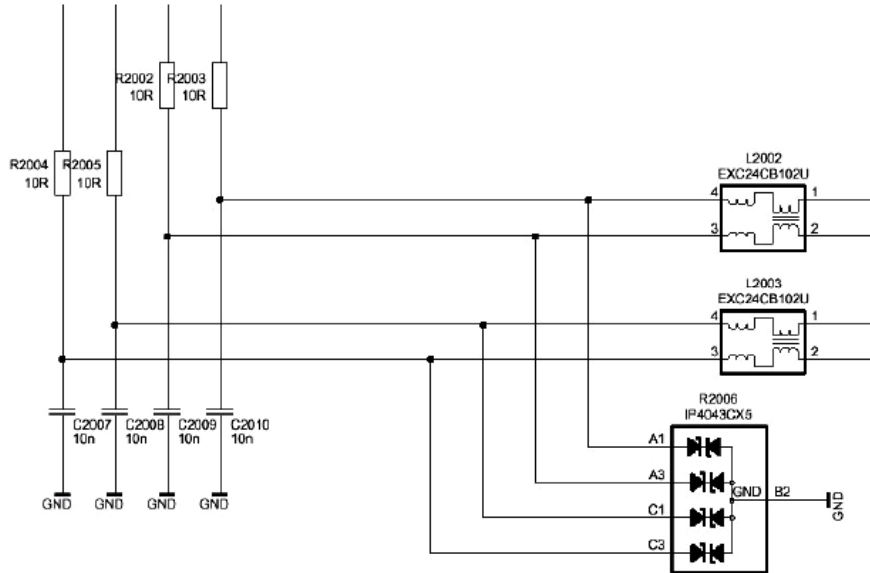 R2002
10R
R2003
10R
R2004
10R
R2005
10R
L2002
EXC24CB102U
4
1
3
2
L2003
EXC24CB102U
4
1
3
2
R2006
IP4043CX5
C2007
10n
C2008
10n
C2009
10n
C2010
10n
A1
A3
GND
B2
C1
C3
GND
GND
GND
GND
GND